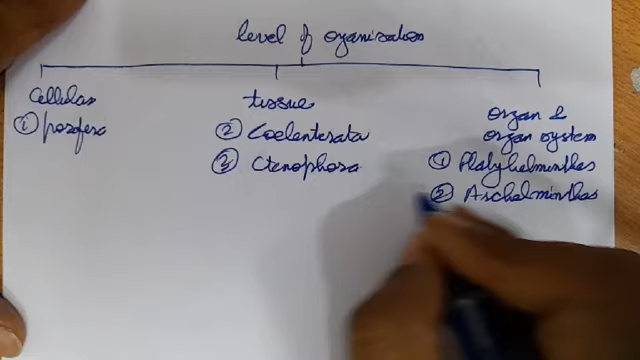 level of organisation
Cellular
① porifera
tissue
② Coelenterata
③ Ctenophora
organ &
organ system
① Platyhelminthes
② Aschelminthes